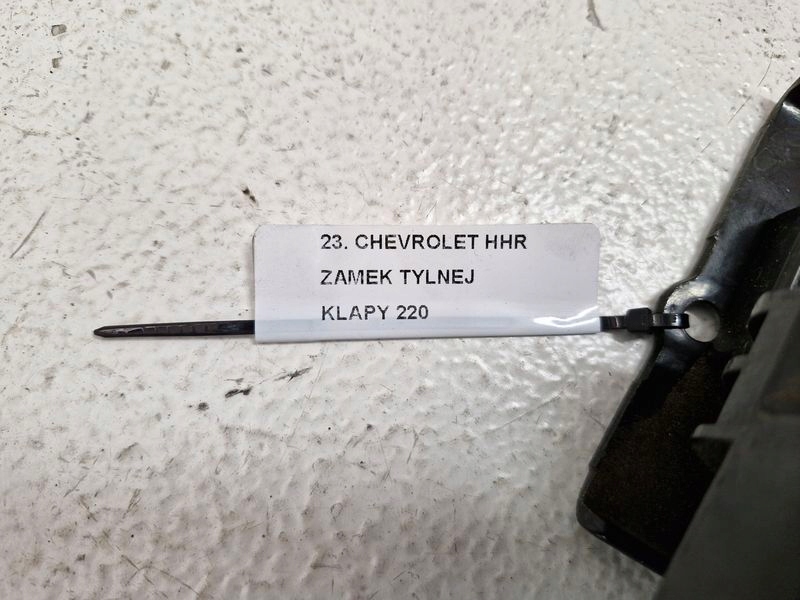 23. CHEVROLET HHR
ZAMEK TYLNEJ
KLAPY 220